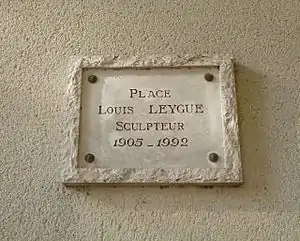 PLACE
LOUIS LEYGUE
SCULPTEUR
1905 - 1992